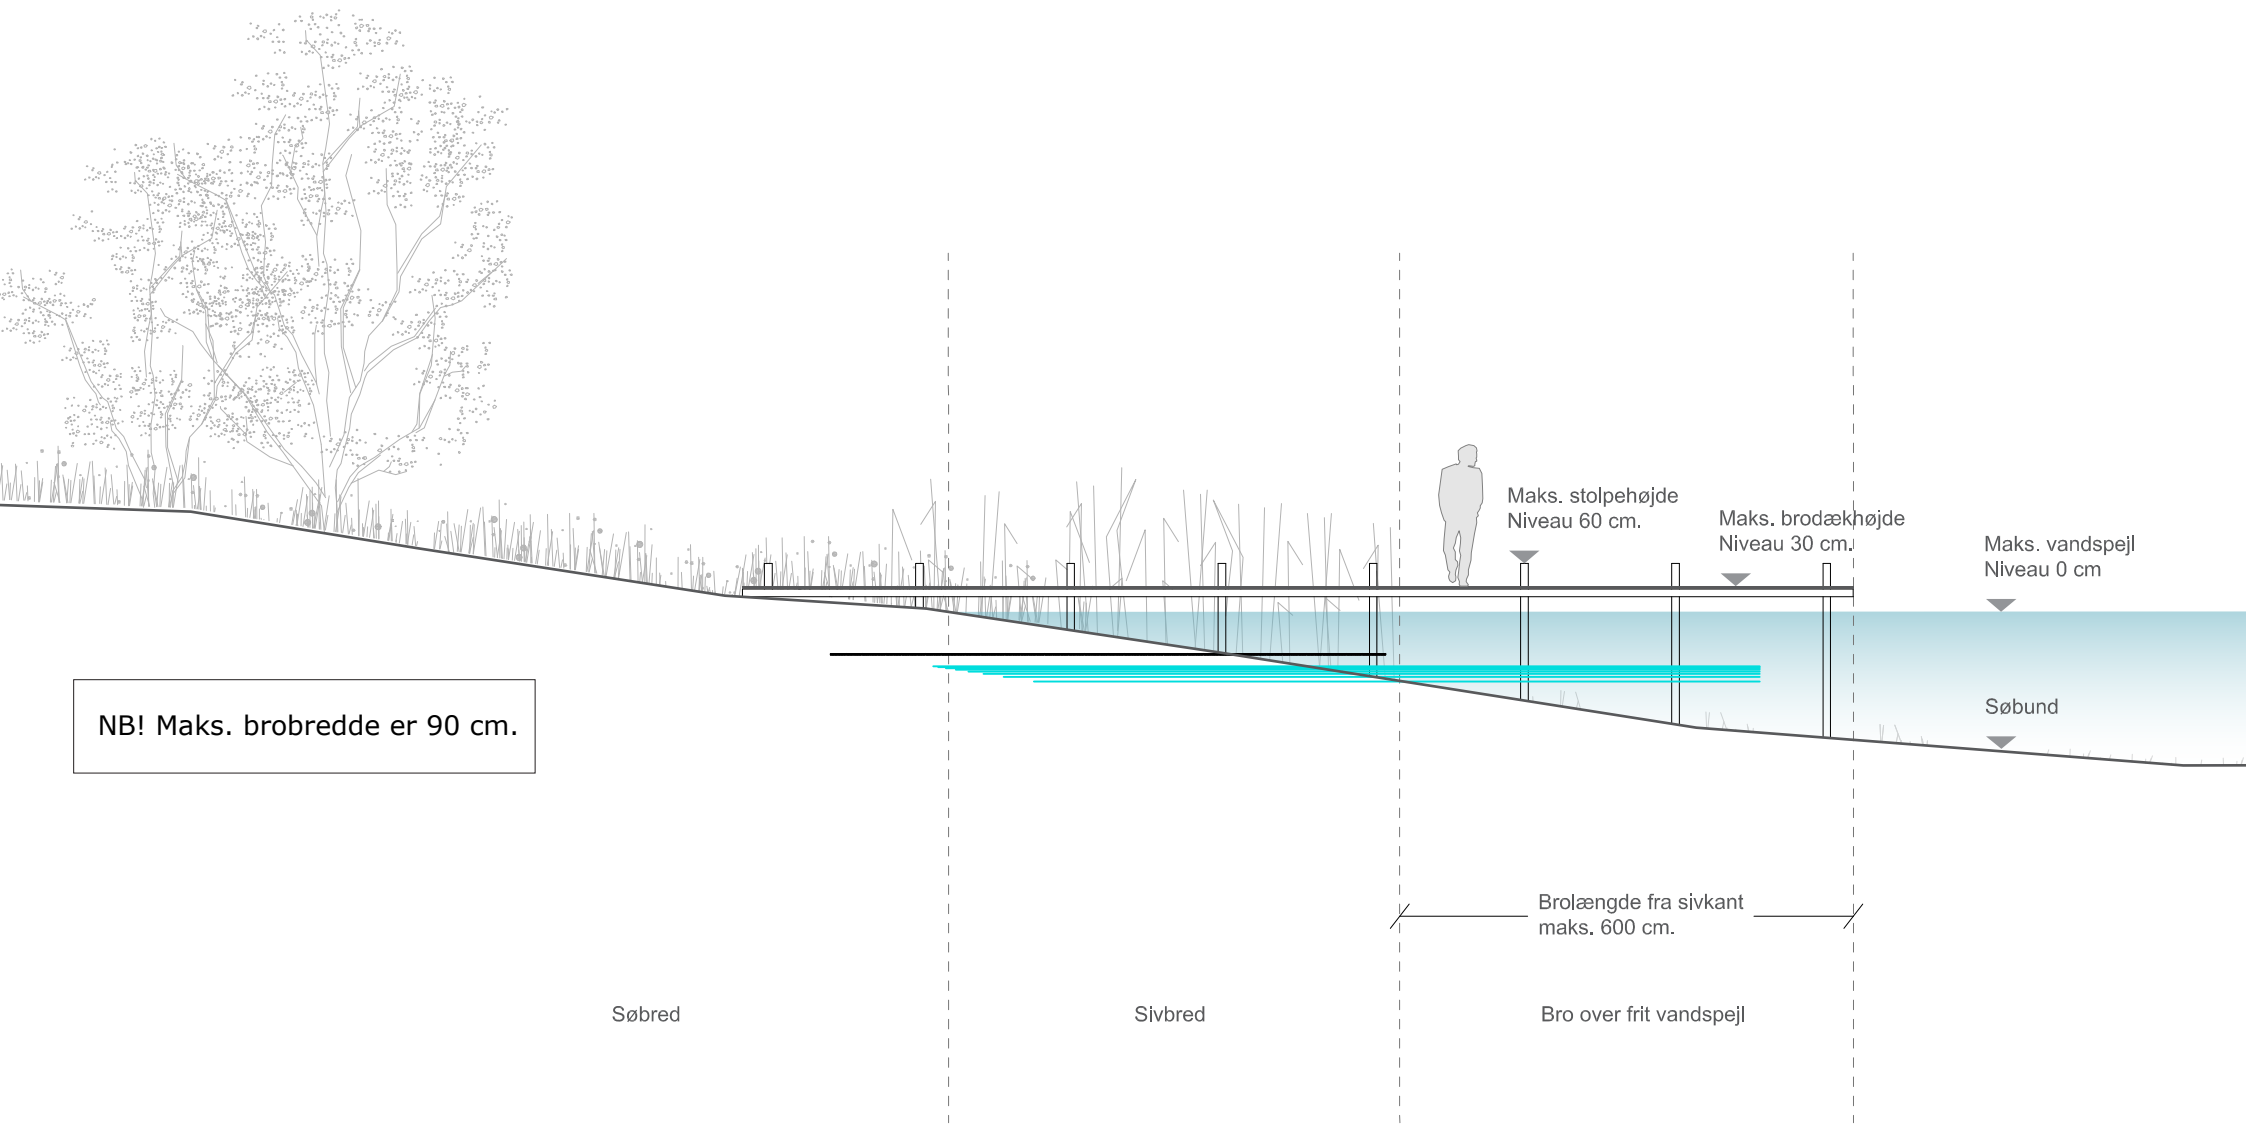 Maks. stolpehøjde
Niveau 60 cm.
Maks. brodækhøjde
Niveau 30 cm.
Maks. vandspejl
Niveau 0 cm
Søbund
NB! Maks. brobredde er 90 cm.
Brolængde fra sivkant
maks. 600 cm.
Søbred
Sivbred
Bro over frit vandspejl